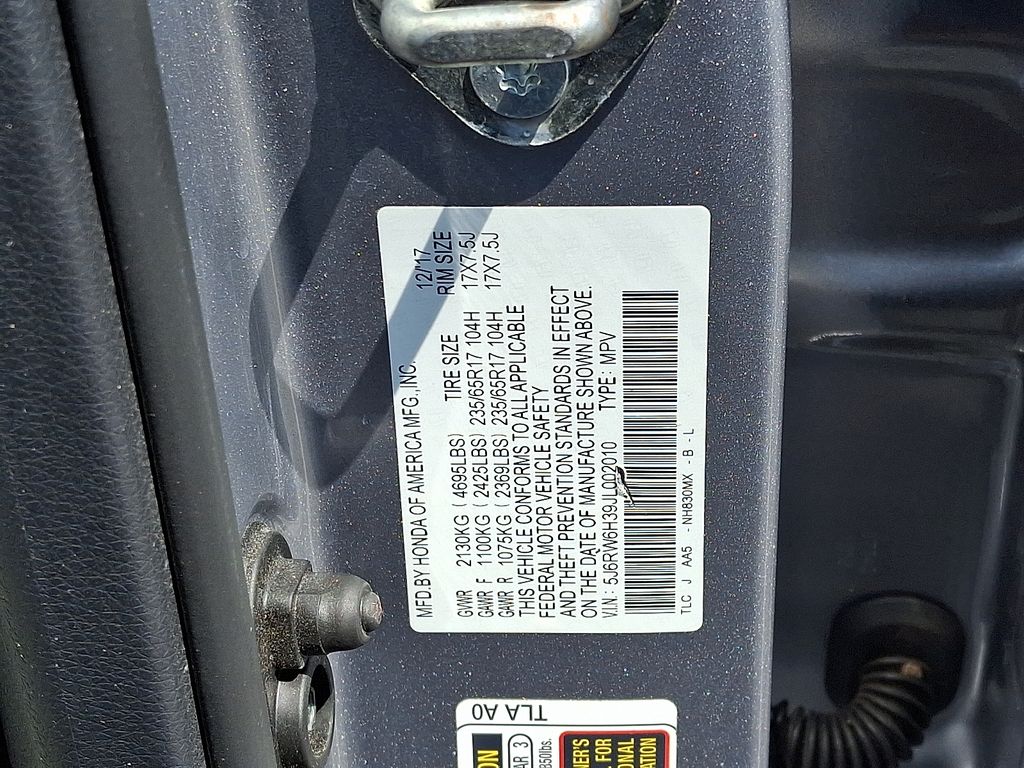 MFD.BY HONDA OF AMERICA MFG.,INC. 12/17
TIRE SIZE RIM SIZE
GVWR 2130KG ( 4695LBS)
GAWR F 1100KG ( 2425LBS) 235/65R17 104H 17X7.5J
GAWR R 1075KG ( 2369LBS) 235/65R17 104H 17X7.5J
THIS VEHICLE CONFORMS TO ALL APPLICABLE
FEDERAL MOTOR VEHICLE SAFETY
AND THEFT PREVENTION STANDARDS IN EFFECT
ON THE DATE OF MANUFACTURE SHOWN ABOVE.
V.I.N.: 5J6RW6H39JL002010 TYPE: MPV
TLC J AA5 - NH830MX - B - L
TLA A0